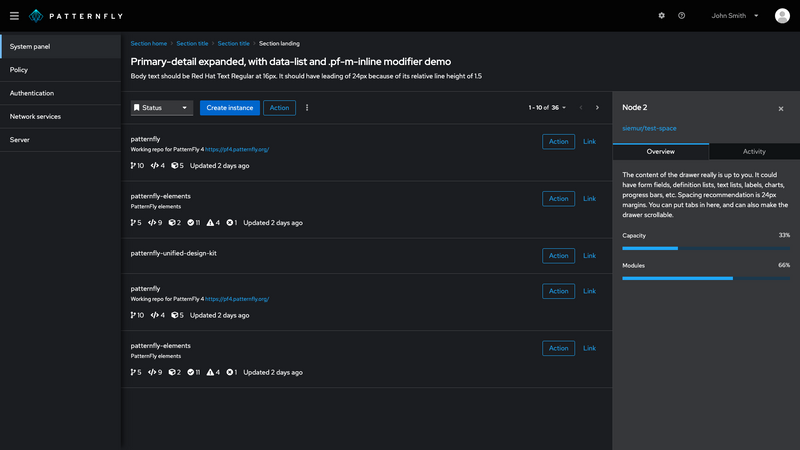 PATTERNFLY
John Smith
System panel
Policy
Authentication
Network services
Server
Section home > Section title > Section title > Section landing
Primary-detail expanded, with data-list and .pf-m-inline modifier demo
Body text should be Red Hat Text Regular at 16px. It should have leading of 24px because of its relative line height of 1.5
Status Create instance Action 1 - 10 of 36
patternfly
Working repo for PatternFly 4 https://pf4.patternfly.org/
10 4 5 Updated 2 days ago
Action Link
patternfly-elements
PatternFly elements
5 9 2 11 4 1 Updated 2 days ago
Action Link
patternfly-unified-design-kit
Action Link
patternfly
Working repo for PatternFly 4 https://pf4.patternfly.org/
10 4 5 Updated 2 days ago
Action Link
patternfly-elements
PatternFly elements
5 9 2 11 4 1 Updated 2 days ago
Action Link
Node 2
siemur/test-space
Overview Activity
The content of the drawer really is up to you. It could
have form fields, definition lists, text lists, labels, charts,
progress bars, etc. Spacing recommendation is 24px
margins. You can put tabs in here, and can also make the
drawer scrollable.
Capacity 33%
Modules 66%